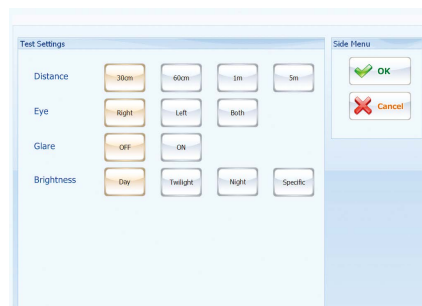 Test Settings
Side Menu
Distance 30cm 60cm 1m 5m
Eye Right Left Both
Glare OFF ON
Brightness Day Twilight Night Specific
OK
Cancel